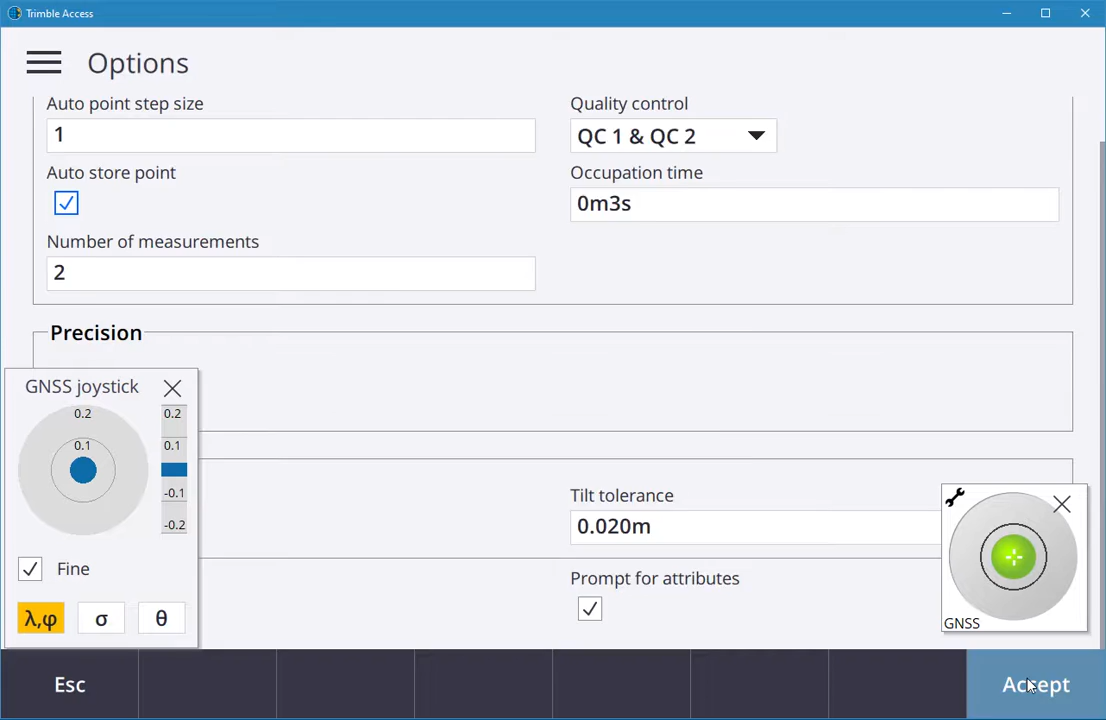 Trimble Access
Options
Auto point step size
1
Quality control
QC 1 & QC 2
Auto store point
Occupation time
0m3s
Number of measurements
2
Precision
GNSS joystick
0.2
0.1
0.2
0.1
-0.1
-0.2
Fine
λ,φ
σ
θ
Tilt tolerance
0.020m
Prompt for attributes
GNSS
Esc
Accept